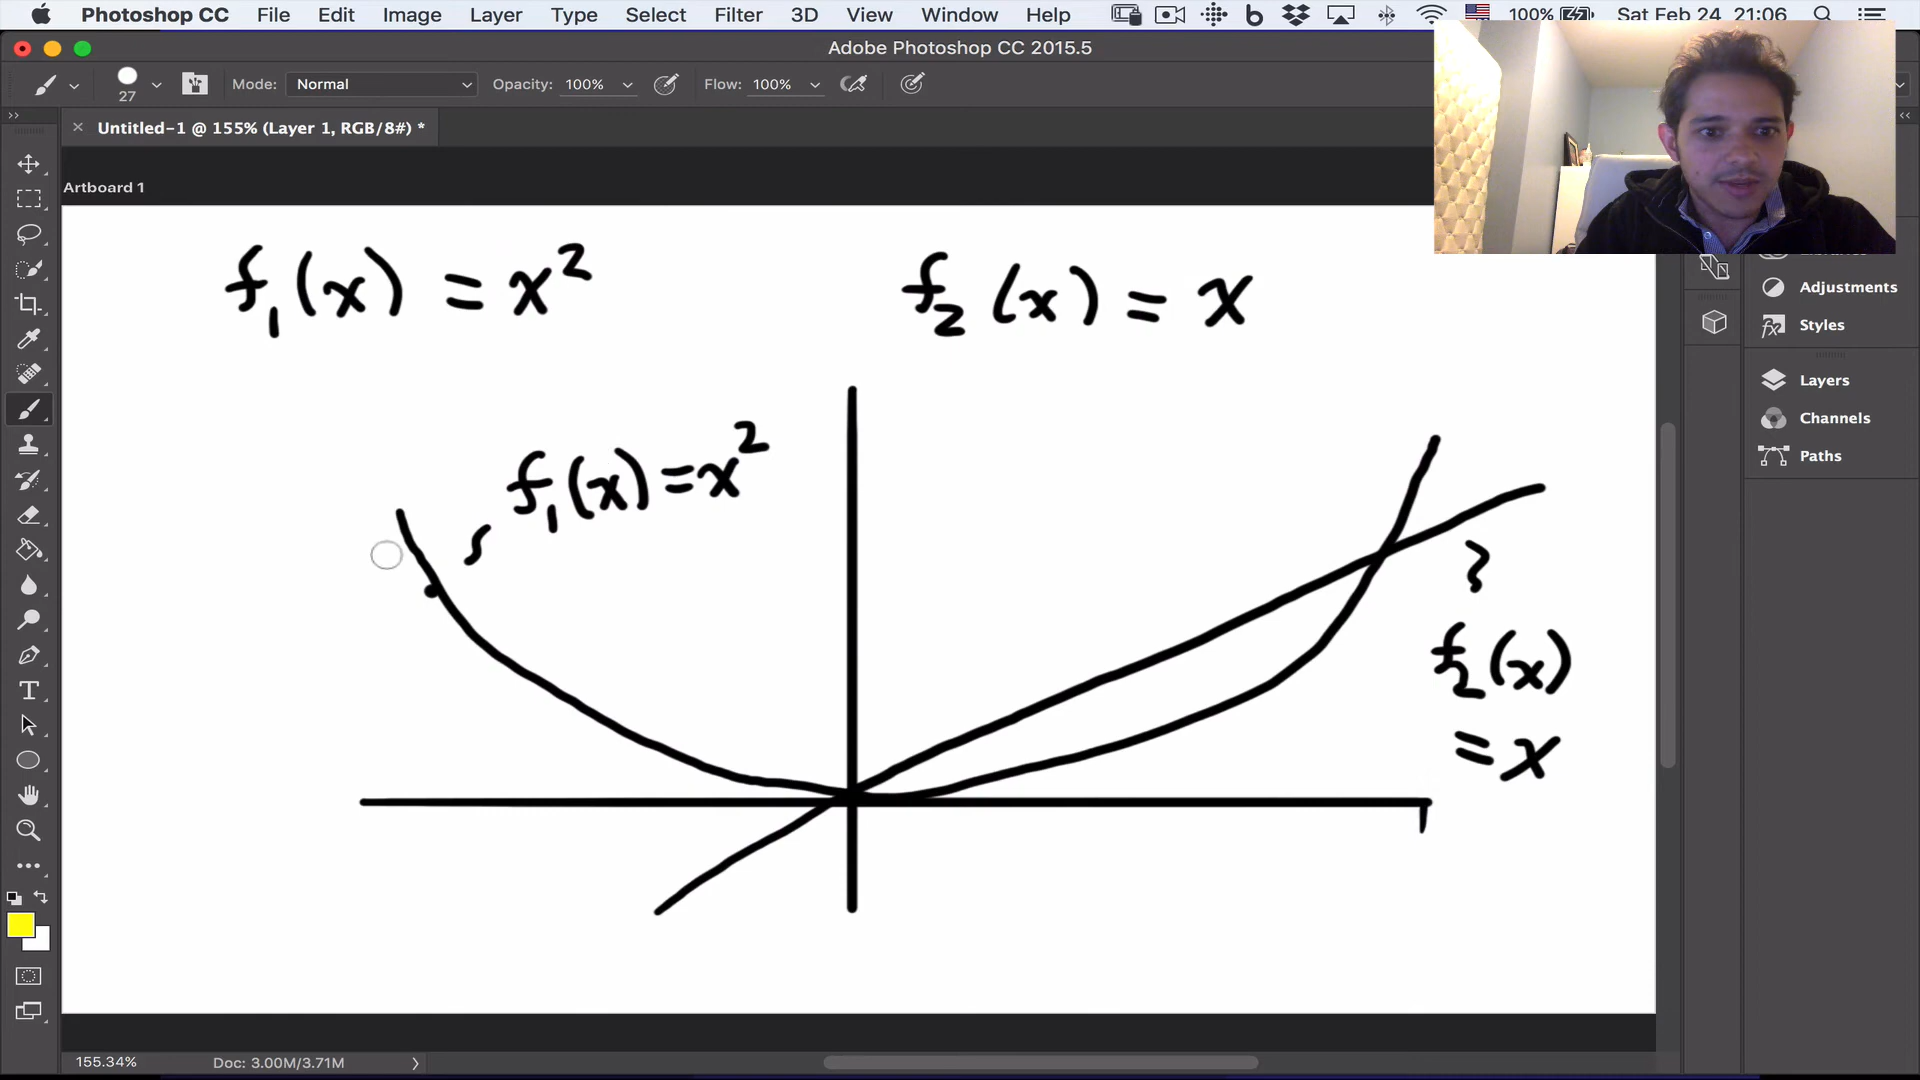 Photoshop CC File Edit Image Layer Type Select Filter 3D View Window Help 100% Sat Feb 24 21:06
Adobe Photoshop CC 2015.5
27 Mode: Normal Opacity: 100% Flow: 100%
Untitled-1 @ 155% (Layer 1, RGB/8#) *
Artboard 1
f₁(x) = x²
f₂(x) = x
f₁(x)=x²
f₂(x)
= x
Adjustments
Styles
Layers
Channels
Paths
155.34% Doc: 3.00M/3.71M